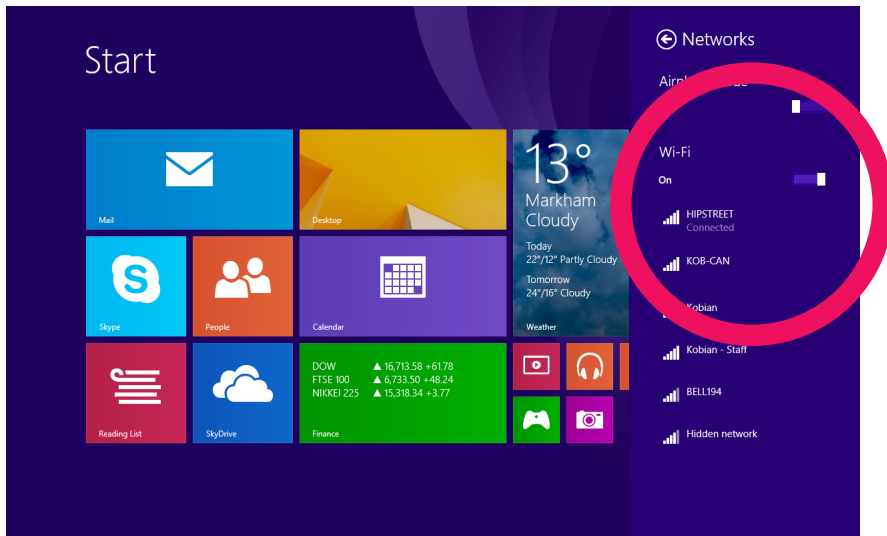 Start
Mail
Desktop
13°
Markham
Cloudy
Today
22°/12° Partly Cloudy
Tomorrow
24°/16° Cloudy
Weather
Skype
People
Calendar
Reading List
SkyDrive
DOW ▲ 16,713.58 +61.78
FTSE 100 ▲ 6,733.50 +48.24
NIKKEI 225 ▲ 15,318.34 +3.77
Finance
Networks
Wi-Fi
On
HIPSTREET
Connected
KOB-CAN
Kobian
Kobian - Staff
BELL194
Hidden network